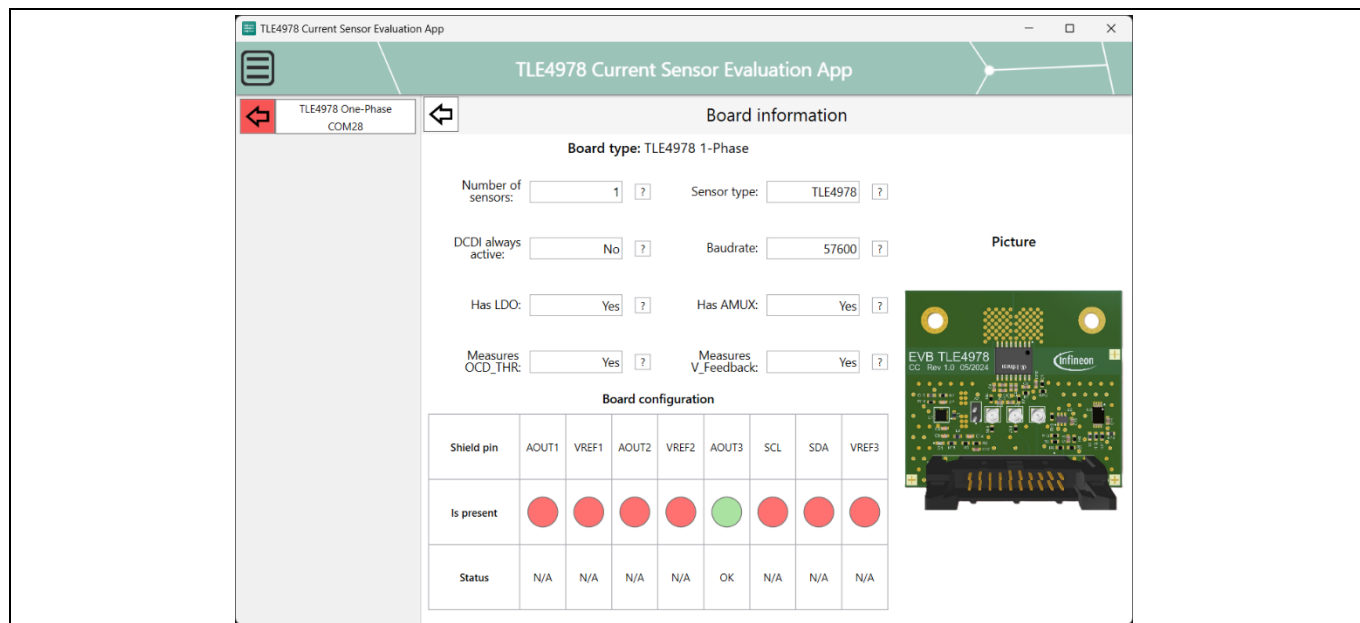 TLE4978 Current Sensor Evaluation App
TLE4978 Current Sensor Evaluation App
TLE4978 One-Phase
COM28
Board information
Board type: TLE4978 1-Phase
Number of
sensors:
1
?
Sensor type:
TLE4978
?
DCDI always
active:
No
?
Baudrate:
57600
?
Has LDO:
Yes
?
Has AMUX:
Yes
?
Measures
OCD_THR:
Yes
?
Measures
V_Feedback:
Yes
?
Picture
EVB TLE4978
CC Rev 1.0 05/2024
infineon
Board configuration
Shield pin AOUT1 VREF1 AOUT2 VREF2 AOUT3 SCL SDA VREF3
Is present
Status N/A N/A N/A N/A OK N/A N/A N/A